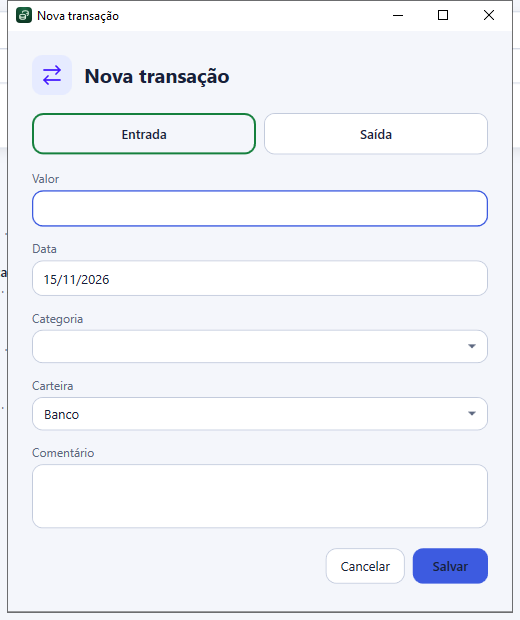 Nova transação
Nova transação
Entrada
Saída
Valor
Data
15/11/2026
Categoria
Carteira
Banco
Comentário
Cancelar
Salvar